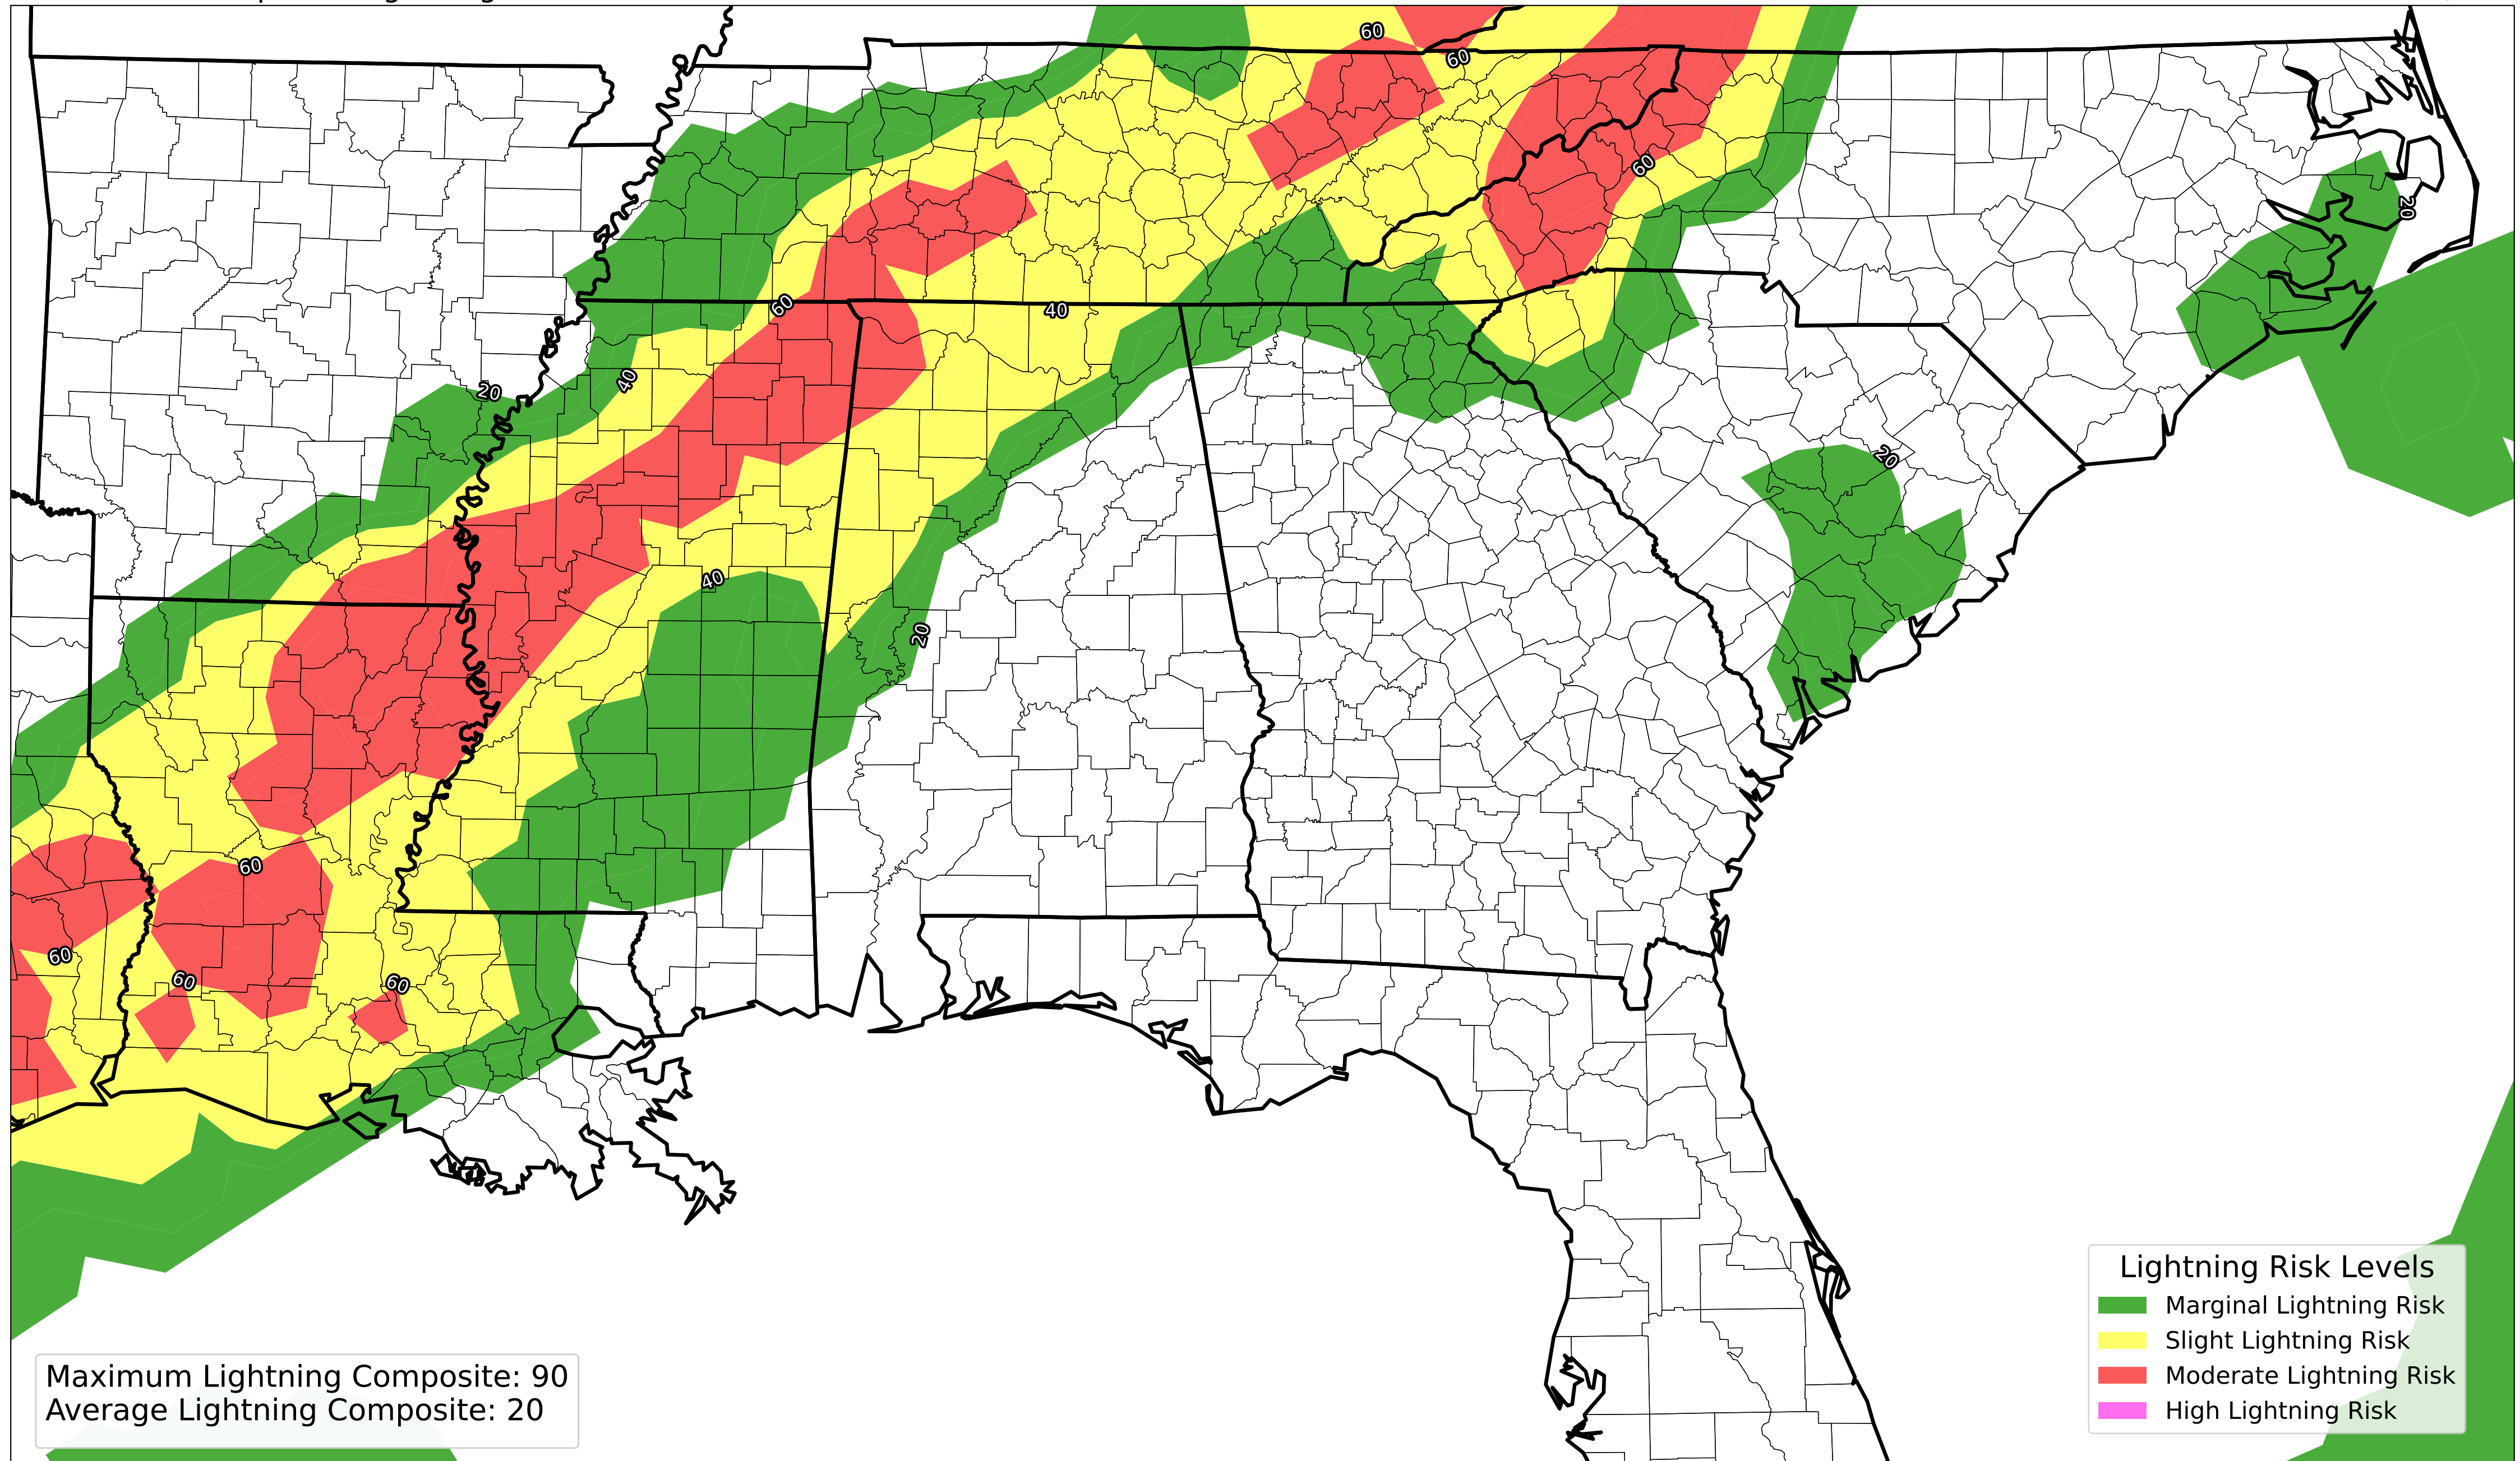 60
60
60
60
40
20
40
20
20
40
20
60
60
60
60
Lightning Risk Levels
Marginal Lightning Risk
Slight Lightning Risk
Moderate Lightning Risk
High Lightning Risk
Maximum Lightning Composite: 90
Average Lightning Composite: 20